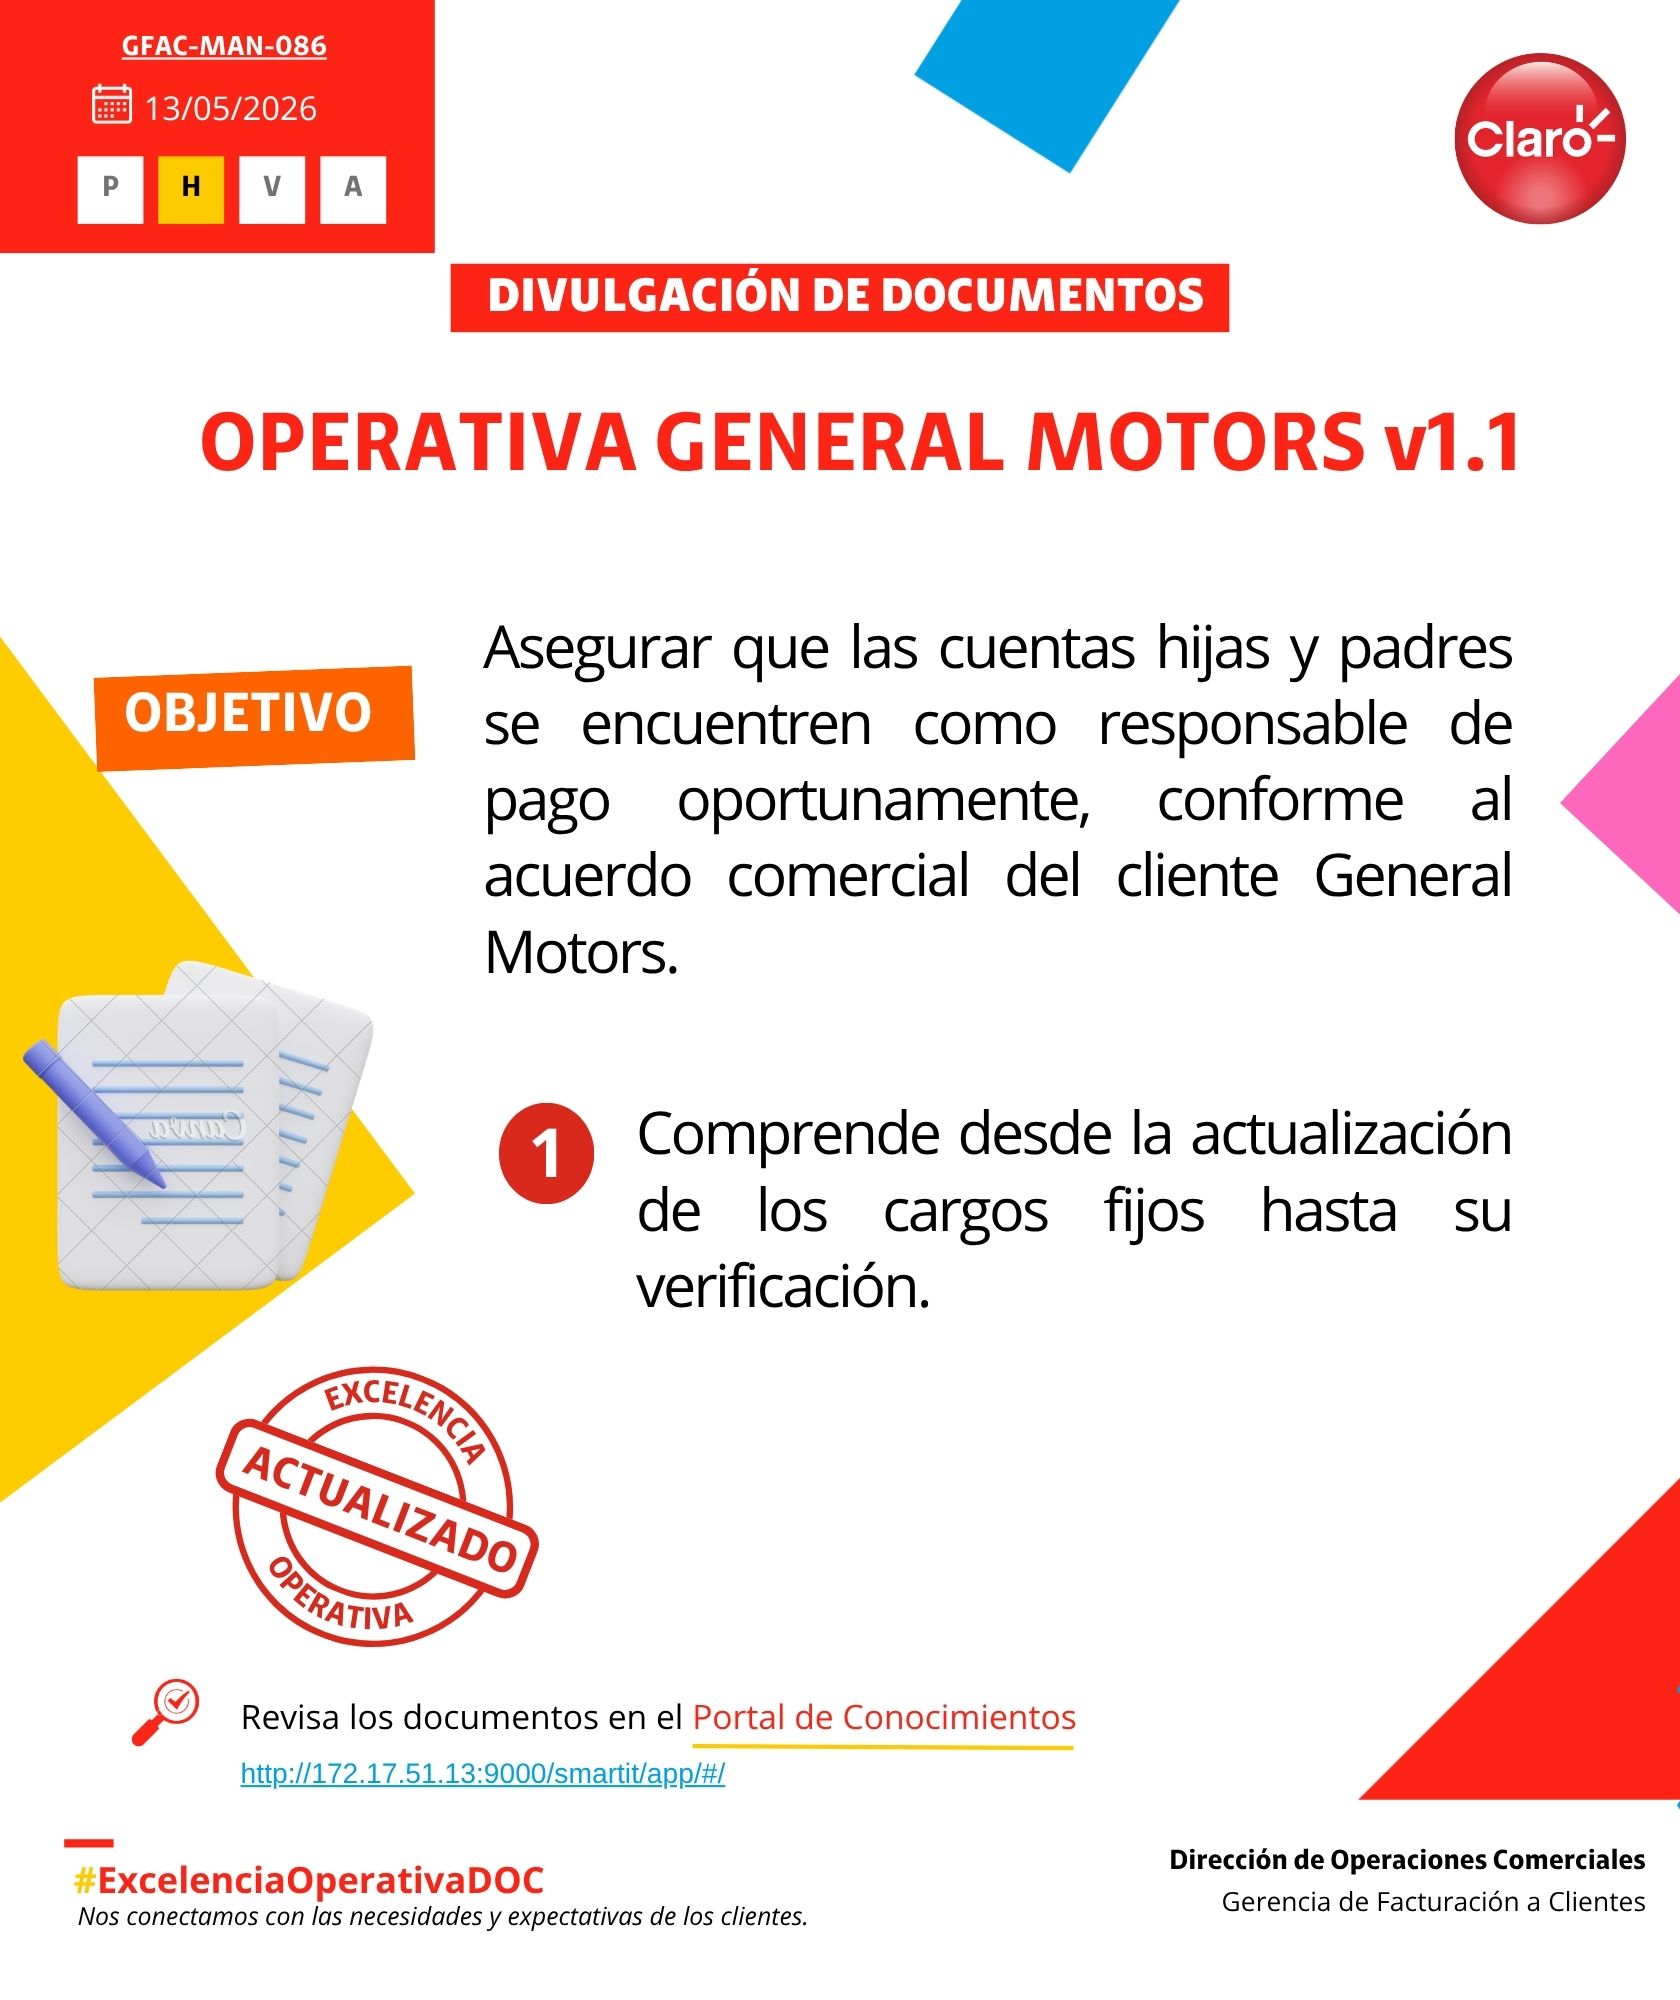 GFAC-MAN-086
13/05/2026
P H V A
Claro
DIVULGACIÓN DE DOCUMENTOS
OPERATIVA GENERAL MOTORS v1.1
OBJETIVO
Asegurar que las cuentas hijas y padres
se encuentren como responsable de
pago oportunamente, conforme al
acuerdo comercial del cliente General
Motors.
Canva
1
Comprende desde la actualización
de los cargos fijos hasta su
verificación.
EXCELENCIA
ACTUALIZADO
OPERATIVA
Revisa los documentos en el Portal de Conocimientos
http://172.17.51.13:9000/smartit/app/#/
#ExcelenciaOperativaDOC
Nos conectamos con las necesidades y expectativas de los clientes.
Dirección de Operaciones Comerciales
Gerencia de Facturación a Clientes